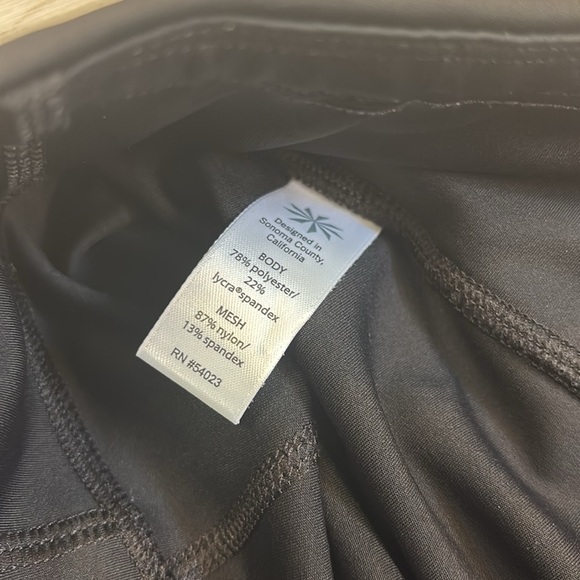 Designed in
Sonoma County,
California
BODY
78% polyester/
22%
lycra®spandex
MESH
87% nylon/
13% spandex
RN #54023